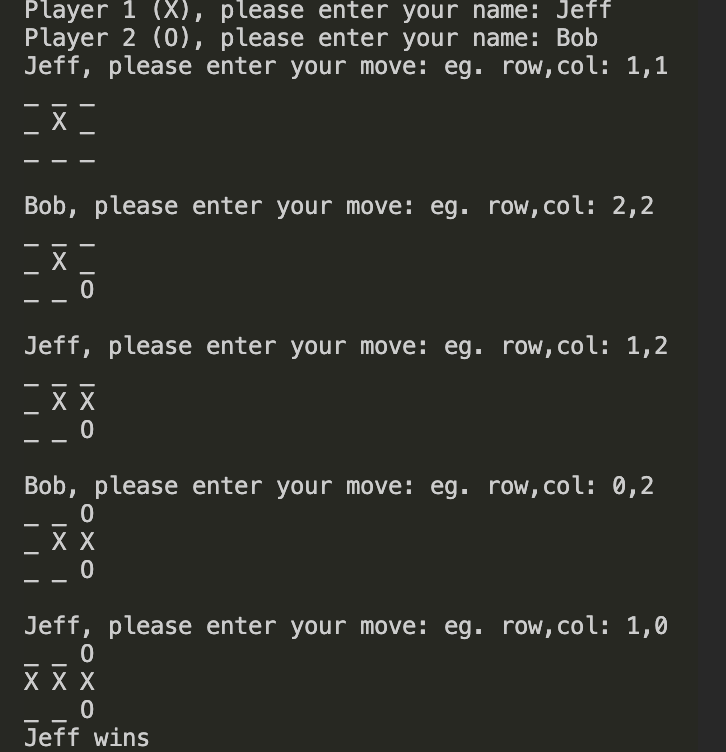 Player 1 (X), please enter your name: Jeff
Player 2 (O), please enter your name: Bob
Jeff, please enter your move: eg. row,col: 1,1
_ _ _
_ X _
_ _ _
Bob, please enter your move: eg. row,col: 2,2
_ _ _
_ X _
_ _ O
Jeff, please enter your move: eg. row,col: 1,2
_ _ _
_ X X
_ _ O
Bob, please enter your move: eg. row,col: 0,2
_ _ O
_ X X
_ _ O
Jeff, please enter your move: eg. row,col: 1,0
_ _ O
X X X
_ _ O
Jeff wins